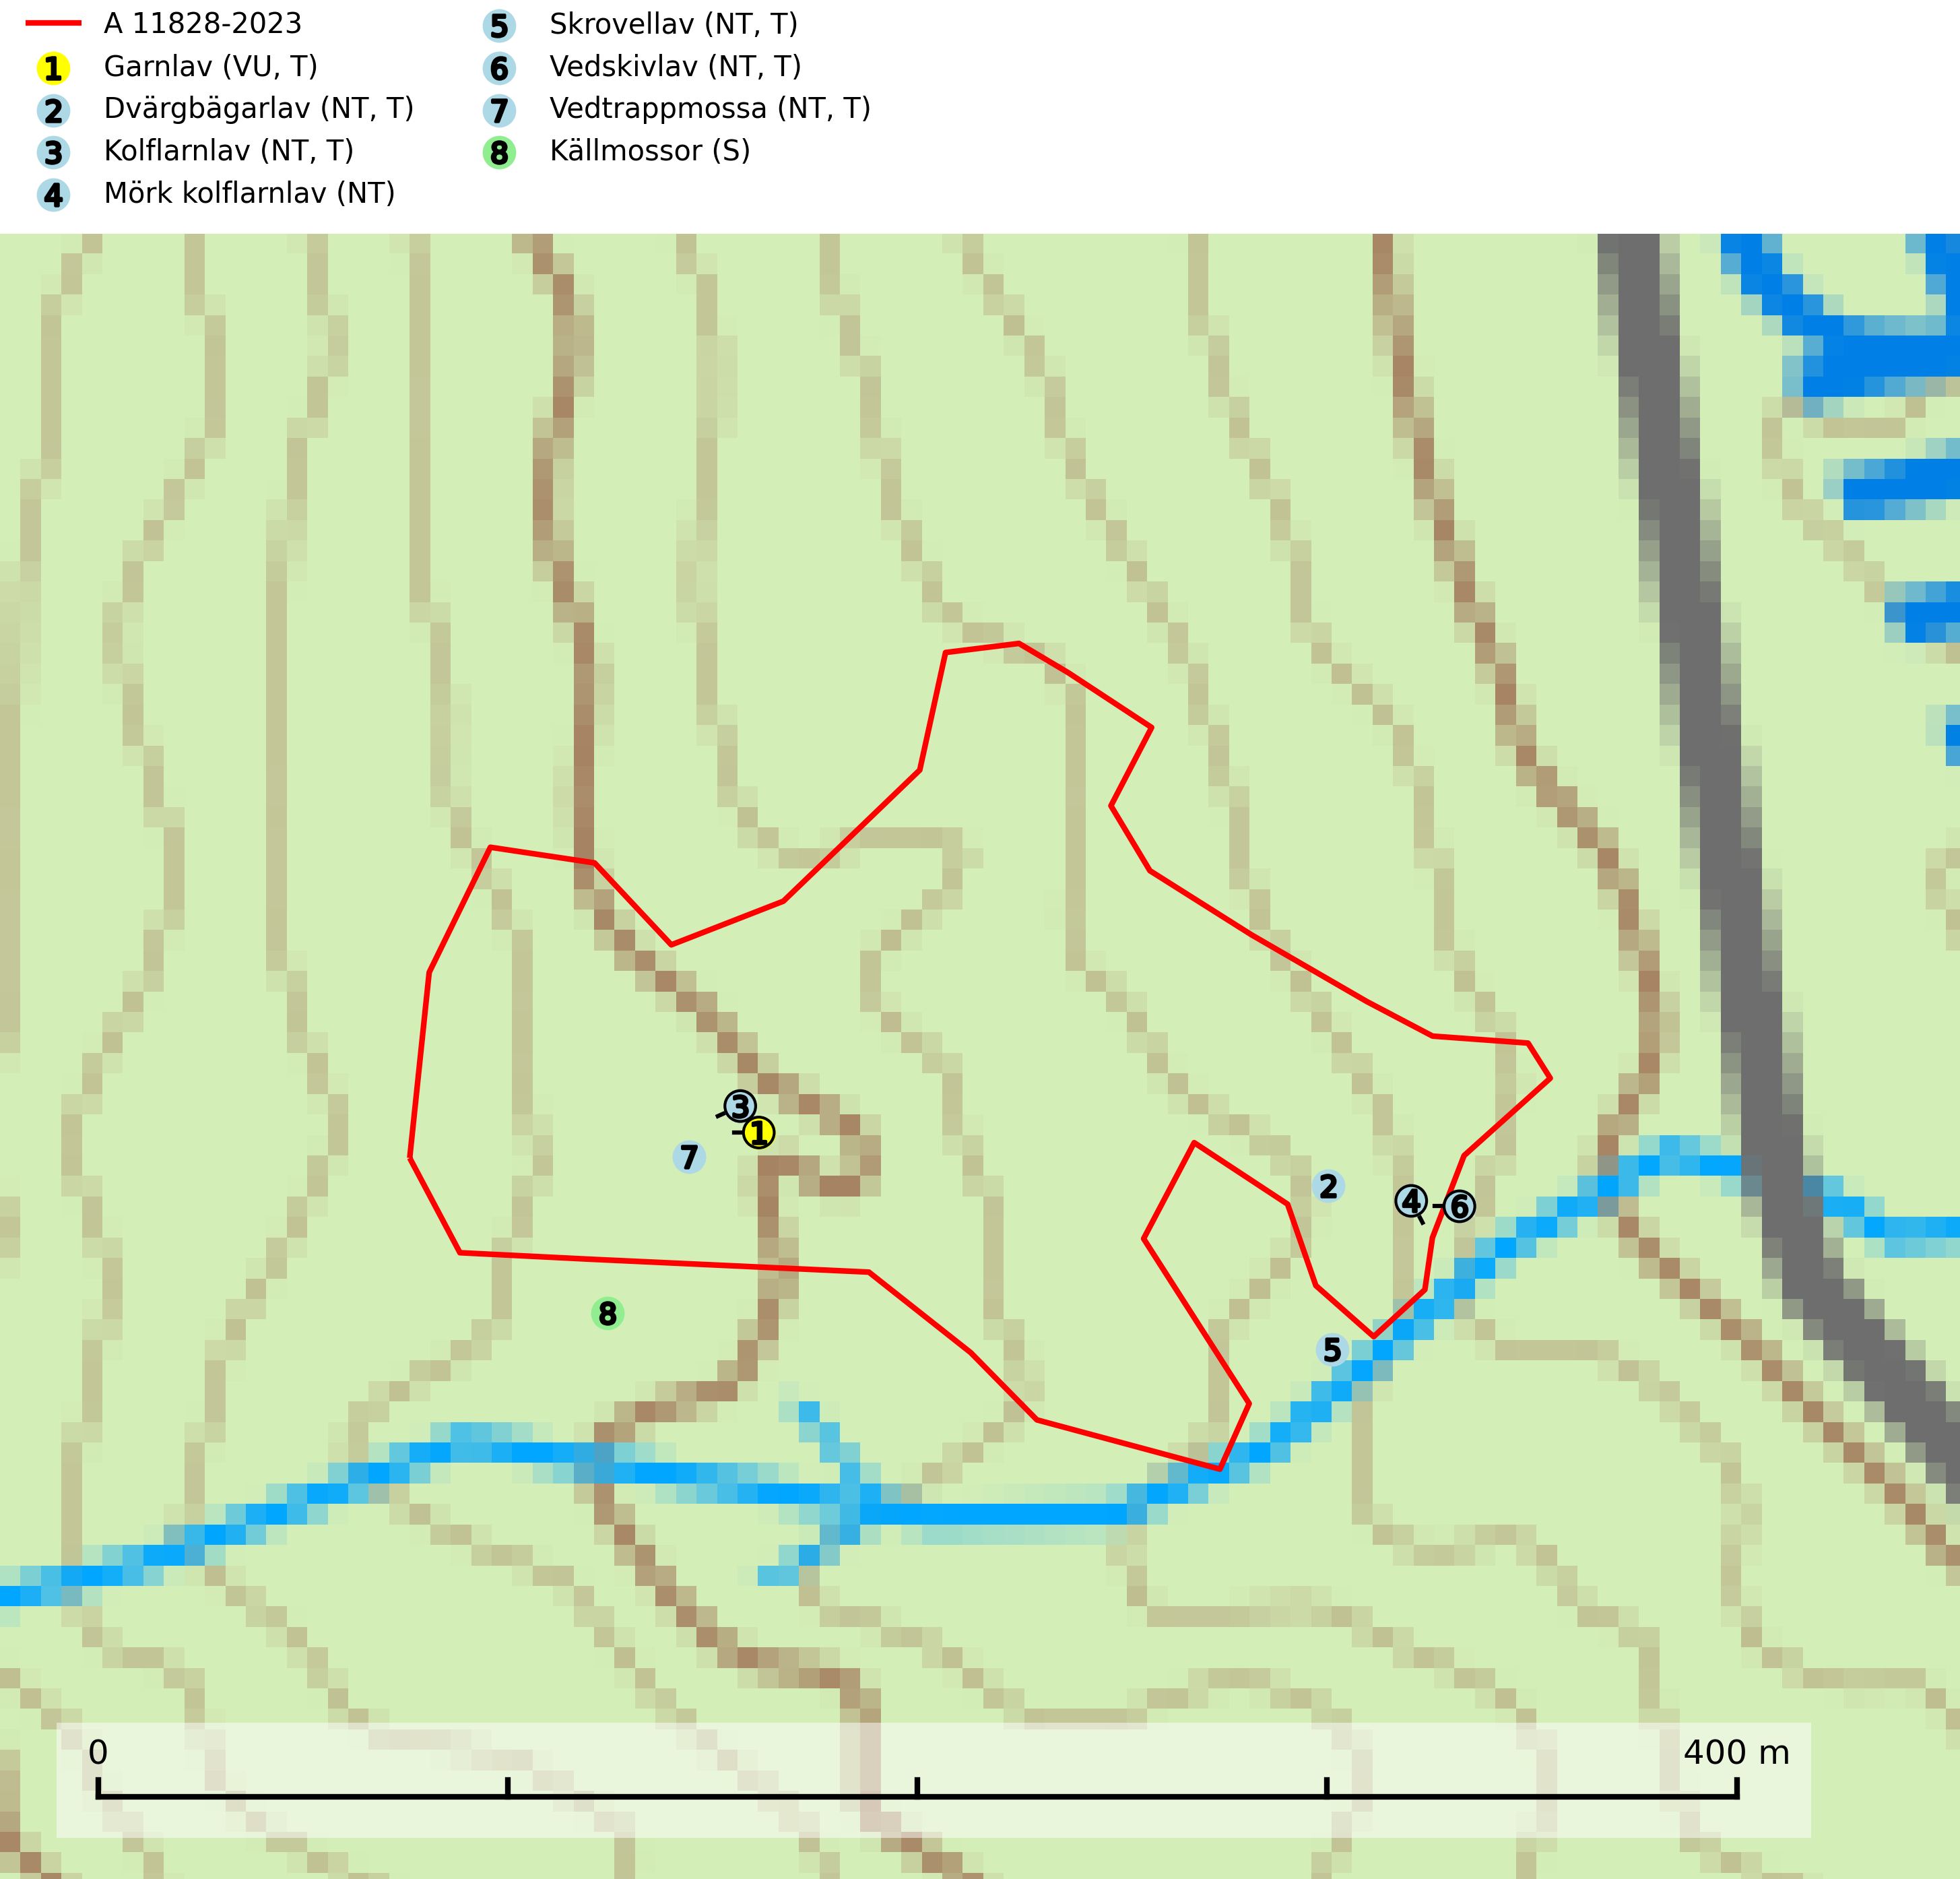 A 11828-2023
1 Garnlav (VU, T)
2 Dvärgbägarlav (NT, T)
3 Kolflarnlav (NT, T)
4 Mörk kolflarnlav (NT)
5 Skrovellav (NT, T)
6 Vedskivlav (NT, T)
7 Vedtrappmossa (NT, T)
8 Källmossor (S)
3
1
7
2
4
6
8
5
0
400 m